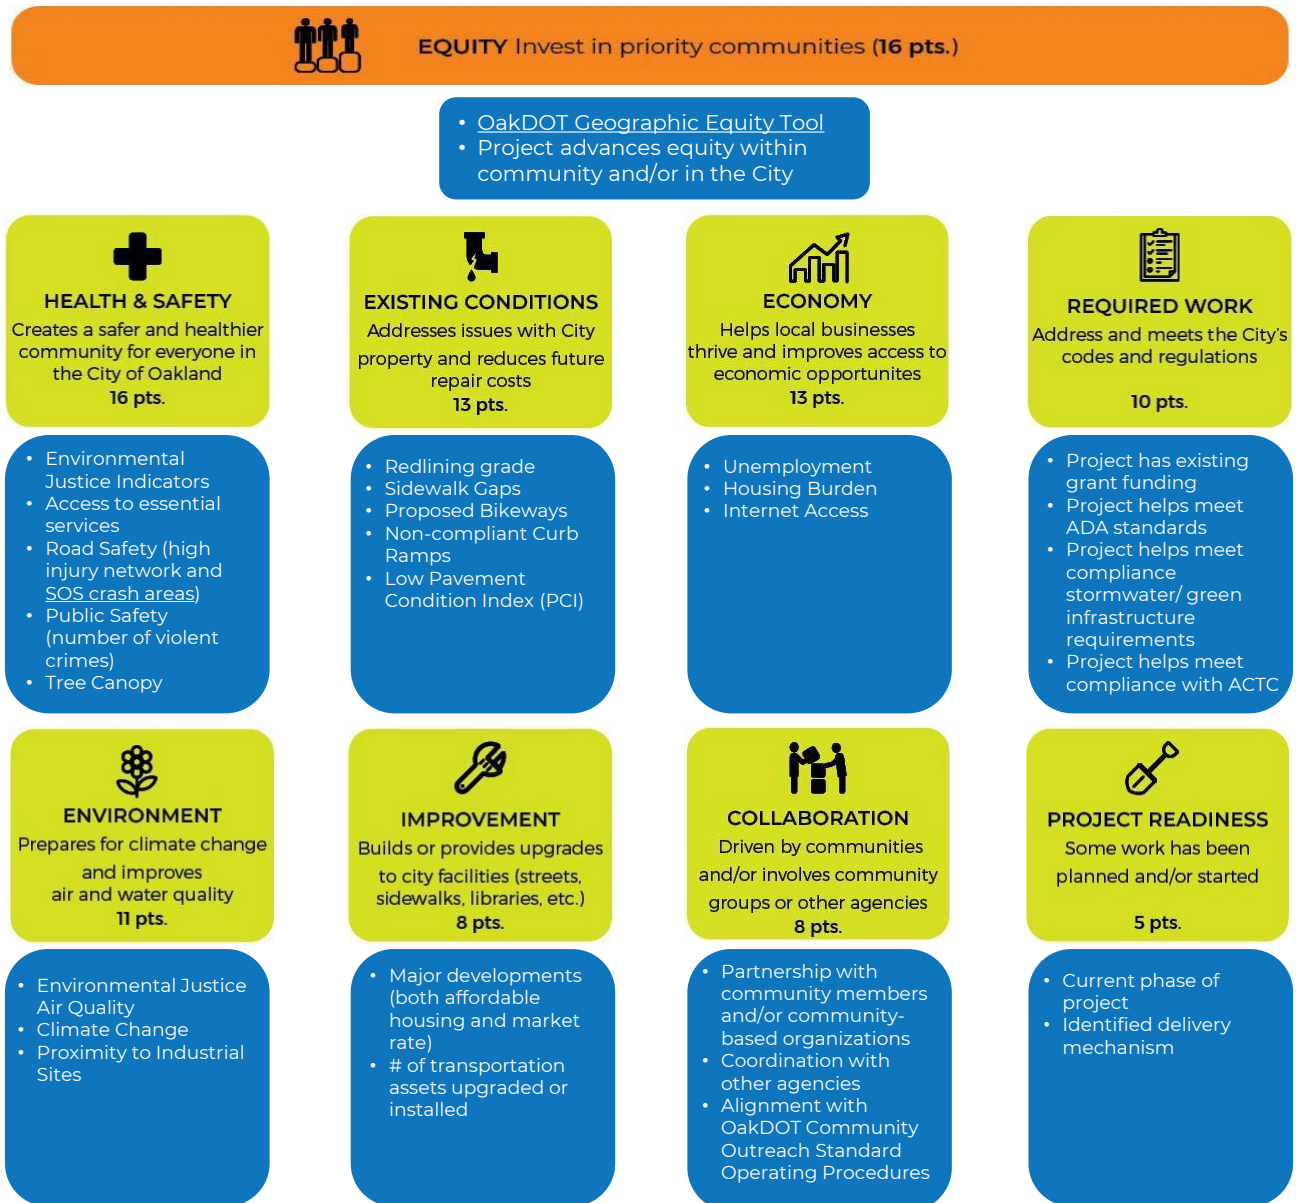 EQUITY Invest in priority communities (16 pts.)
• OakDOT Geographic Equity Tool
• Project advances equity within
community and/or in the City
HEALTH & SAFETY
Creates a safer and healthier
community for everyone in
the City of Oakland
16 pts.
• Environmental
Justice Indicators
• Access to essential
services
• Road Safety (high
injury network and
SOS crash areas)
• Public Safety
(number of violent
crimes)
• Tree Canopy
EXISTING CONDITIONS
Addresses issues with City
property and reduces future
repair costs
13 pts.
• Redlining grade
• Sidewalk Gaps
• Proposed Bikeways
• Non-compliant Curb
Ramps
• Low Pavement
Condition Index (PCI)
ECONOMY
Helps local businesses
thrive and improves access to
economic opportunites
13 pts.
• Unemployment
• Housing Burden
• Internet Access
REQUIRED WORK
Address and meets the City's
codes and regulations
10 pts.
• Project has existing
grant funding
• Project helps meet
ADA standards
• Project helps meet
compliance
stormwater/ green
infrastructure
requirements
• Project helps meet
compliance with ACTC
ENVIRONMENT
Prepares for climate change
and improves
air and water quality
11 pts.
• Environmental Justice
Air Quality
• Climate Change
• Proximity to Industrial
Sites
IMPROVEMENT
Builds or provides upgrades
to city facilities (streets,
sidewalks, libraries, etc.)
8 pts.
• Major developments
(both affordable
housing and market
rate)
• # of transportation
assets upgraded or
installed
COLLABORATION
Driven by communities
and/or involves community
groups or other agencies
8 pts.
• Partnership with
community members
and/or community-
based organizations
• Coordination with
other agencies
• Alignment with
OakDOT Community
Outreach Standard
Operating Procedures
PROJECT READINESS
Some work has been
planned and/or started
5 pts.
• Current phase of
project
• Identified delivery
mechanism